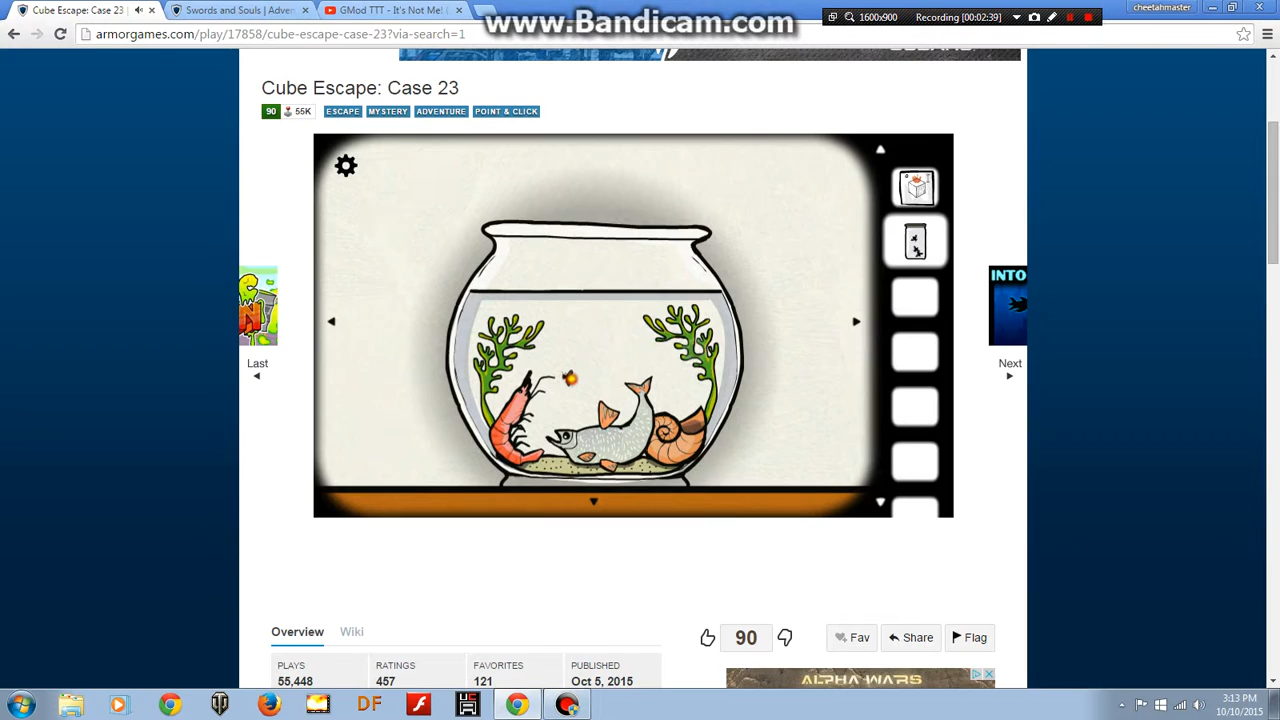 Cube Escape: Case 23
Swords and Souls | Adven
GMod TTT - It's Not Me! (
www.Bandicam.com
1600x900
Recording [00:02:39]
cheetahmaster
armorgames.com/play/17858/cube-escape-case-23?via-search=1
Cube Escape: Case 23
90 55K ESCAPE MYSTERY ADVENTURE POINT & CLICK
INTO
Last
Next
Overview Wiki
90
Fav
Share
Flag
PLAYS RATINGS FAVORITES PUBLISHED
55,448 457 121 Oct 5, 2015
ALPHA WARS
DF
3:13 PM
10/10/2015